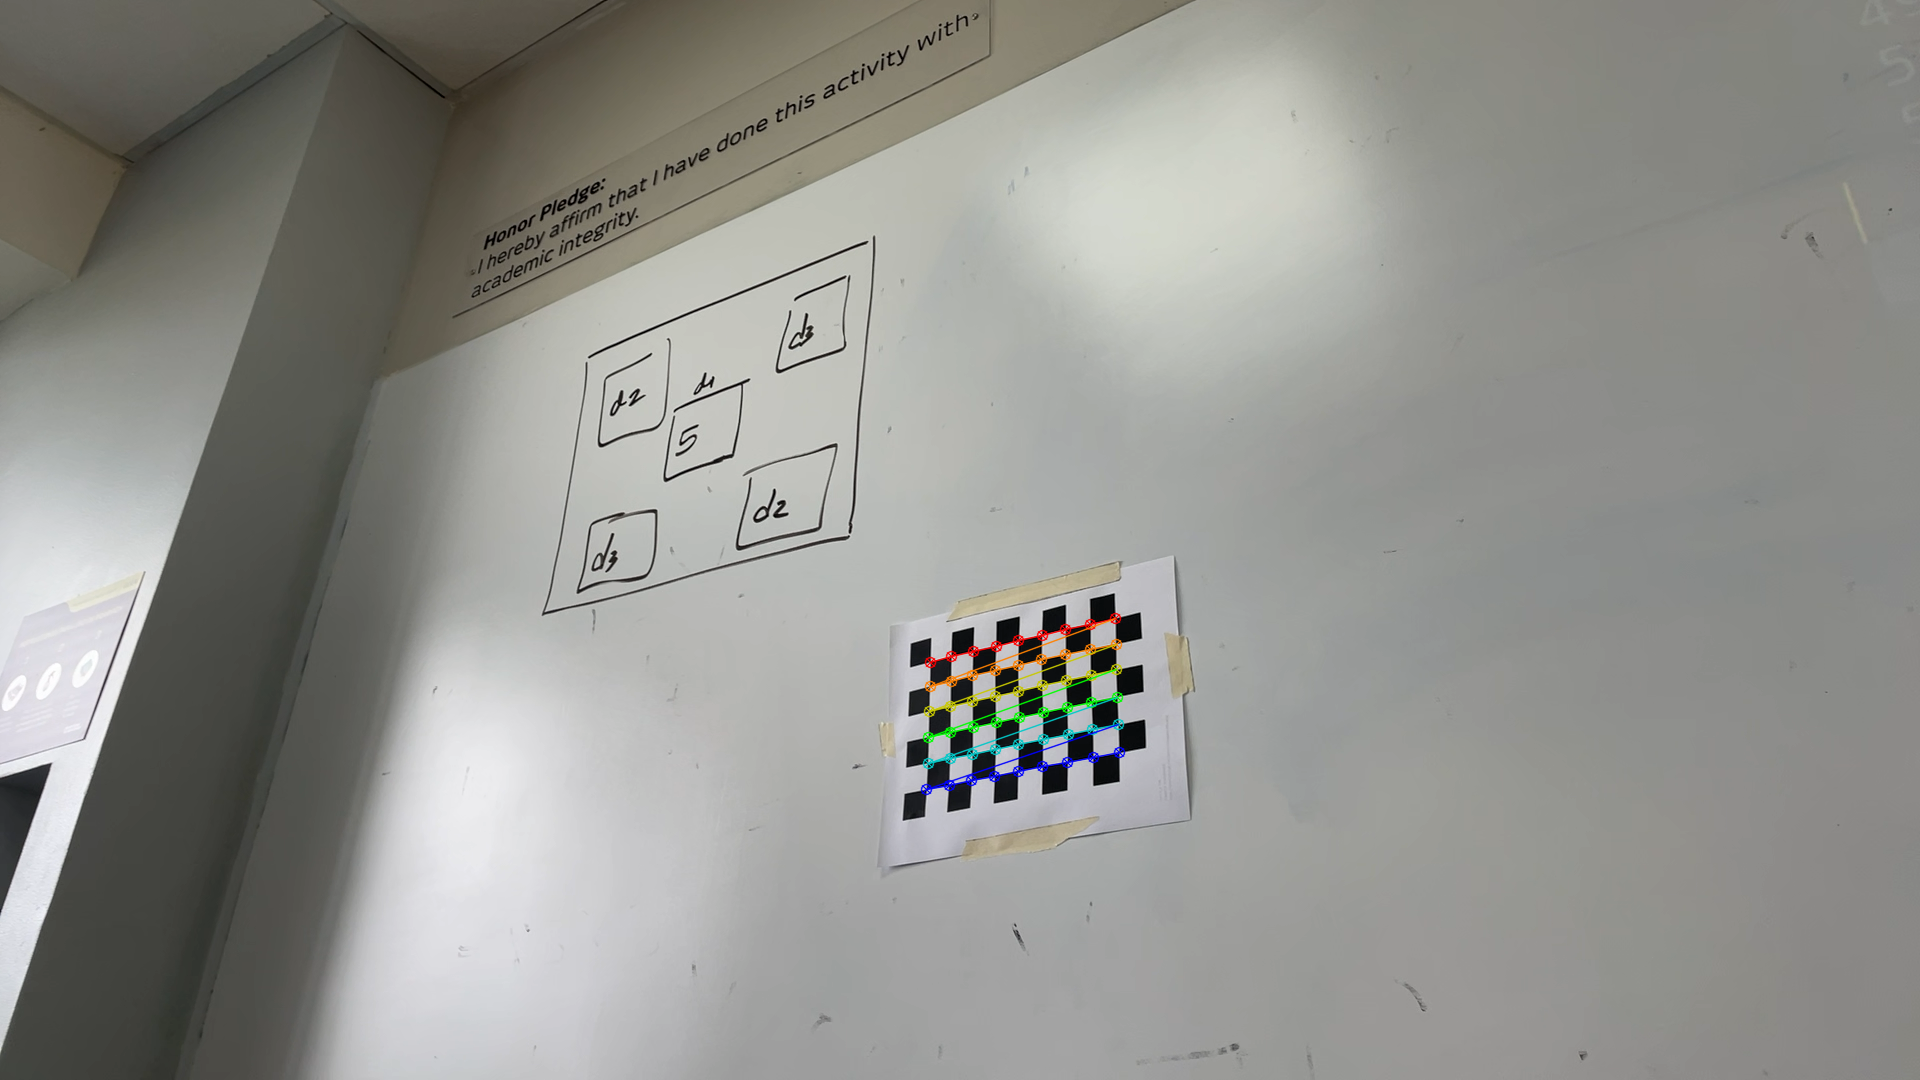 Honor Pledge:
I hereby affirm that I have done this activity with
academic integrity.
d3
d2
d1
5
d2
d3